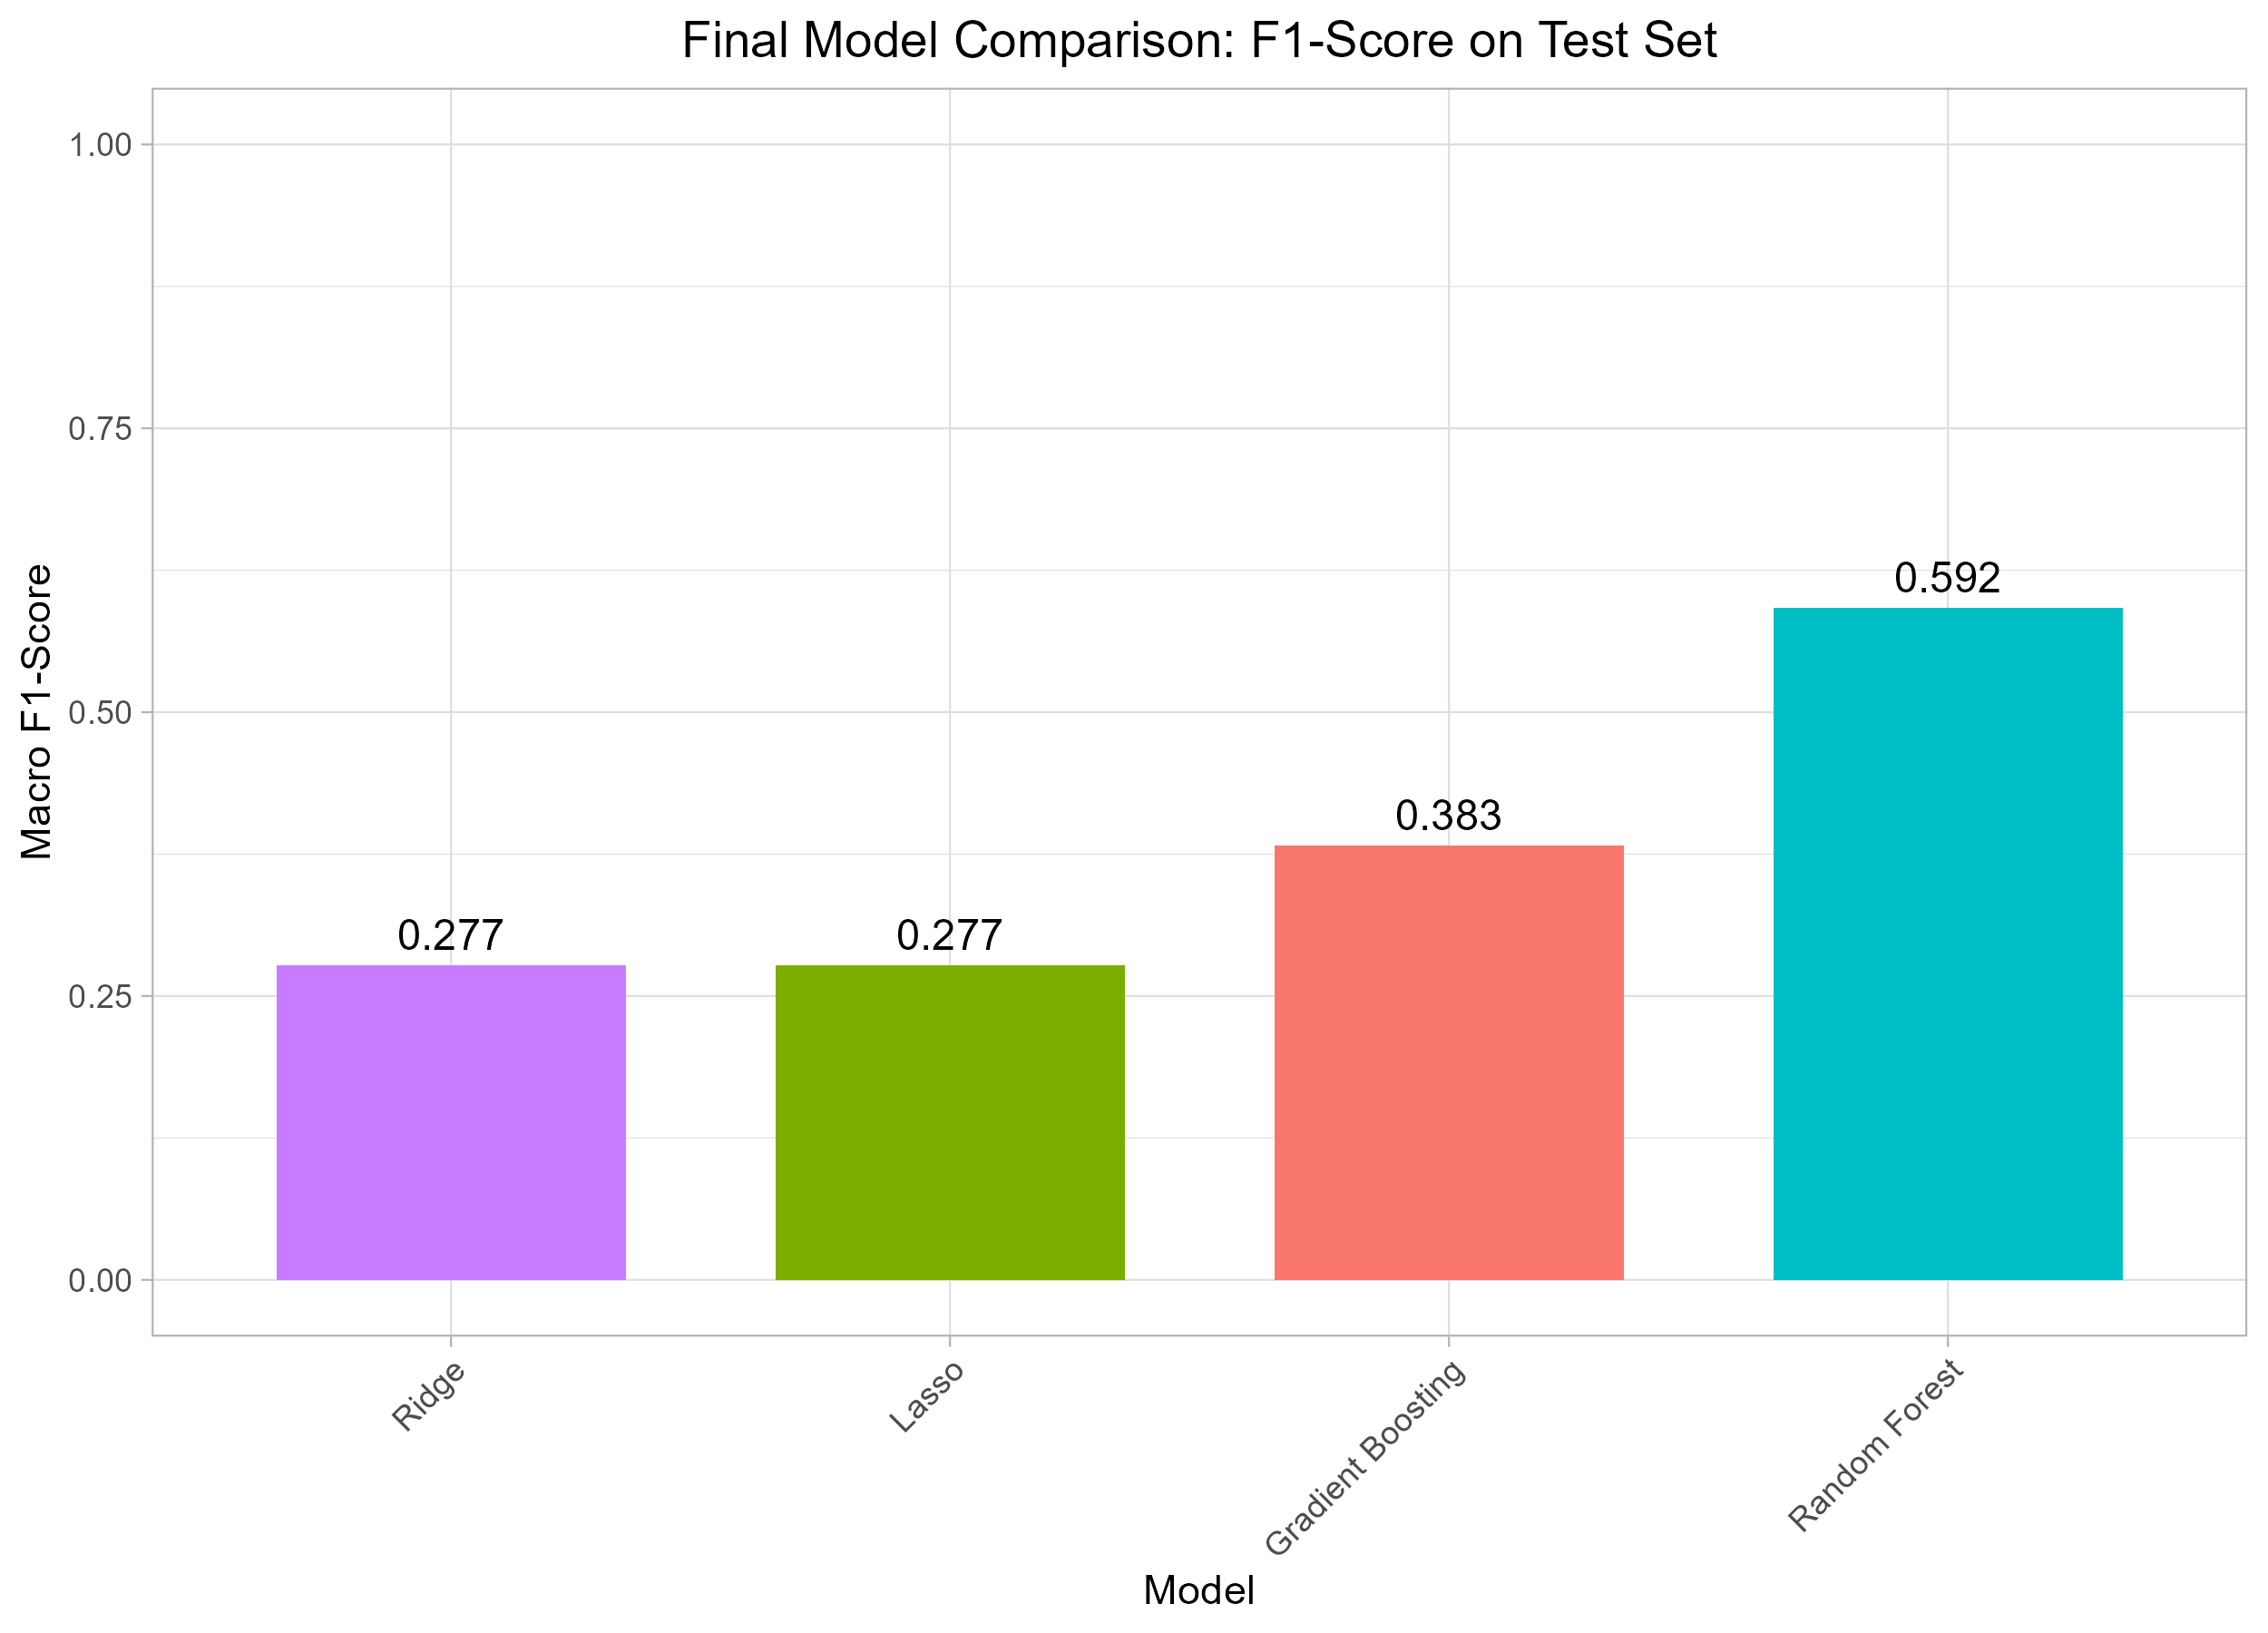 Final Model Comparison: F1-Score on Test Set
Macro F1-Score
1.00
0.75
0.50
0.25
0.00
0.277
0.277
0.383
0.592
Ridge
Lasso
Gradient Boosting
Random Forest
Model